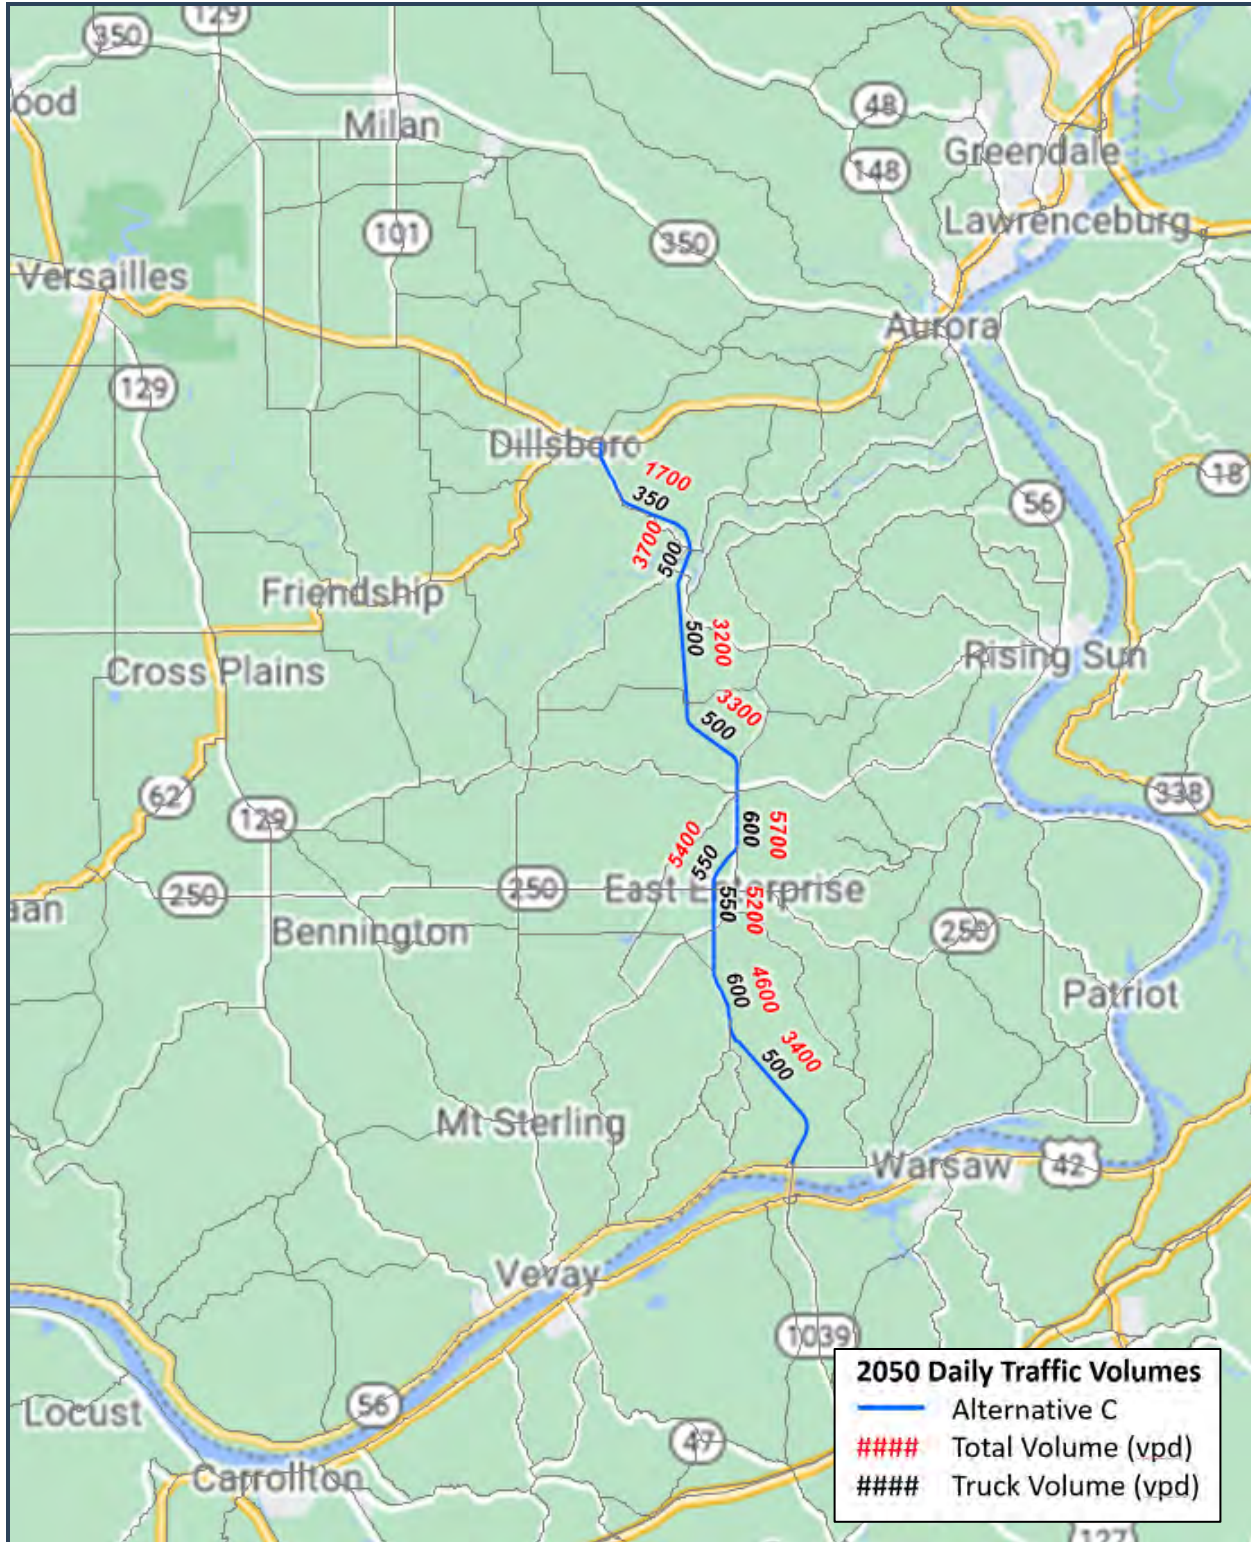 129
350
ood
Milan
48
Greendale
148
Lawrenceburg
101
350
Versailles
Aurora
129
Dillsboro
18
1700
350
56
3700
500
Friendship
3200
500
Rising Sun
Cross Plains
3300
500
62
338
129
5700
600
5400
550
250
250
East Enterprise
aan
5200
550
Bennington
250
4600
600
Patriot
3400
500
Mt Sterling
Warsaw
42
Vevay
1039
2050 Daily Traffic Volumes
Alternative C
#### Total Volume (vpd)
#### Truck Volume (vpd)
56
Locust
47
Carrollton
127